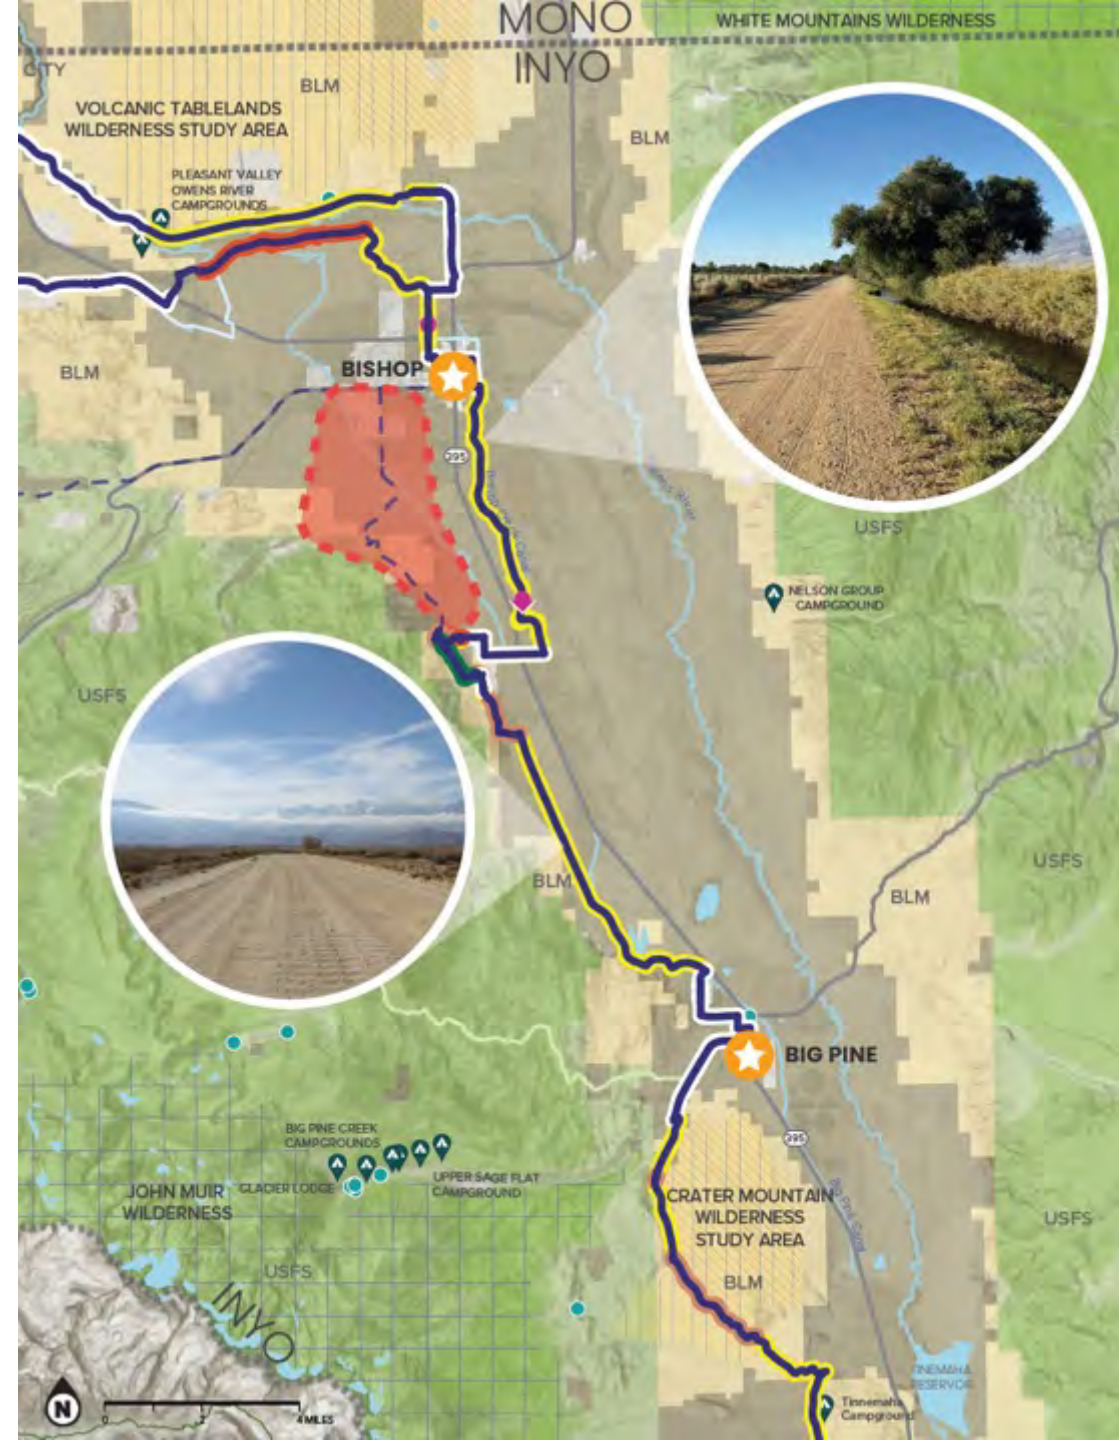 MONO
WHITE MOUNTAINS WILDERNESS
INYO
CITY
BLM
VOLCANIC TABLELANDS
WILDERNESS STUDY AREA
BLM
PLEASANT VALLEY
OWENS RIVER
CAMPGROUNDS
BLM
BISHOP
395
USFS
NELSON GROUP
CAMPGROUND
USFS
BLM
USFS
BLM
BIG PINE
395
BIG PINE CREEK
CAMPGROUNDS
GLACIER LODGE
UPPER SAGE FLAT
CAMPGROUND
JOHN MUIR
WILDERNESS
CRATER MOUNTAIN
WILDERNESS
STUDY AREA
BLM
USFS
USFS
INYO
Big Pine Canal
TINEMAHA
RESERVOIR
Tinnemaha
Campground
N
0 2 4 MILES